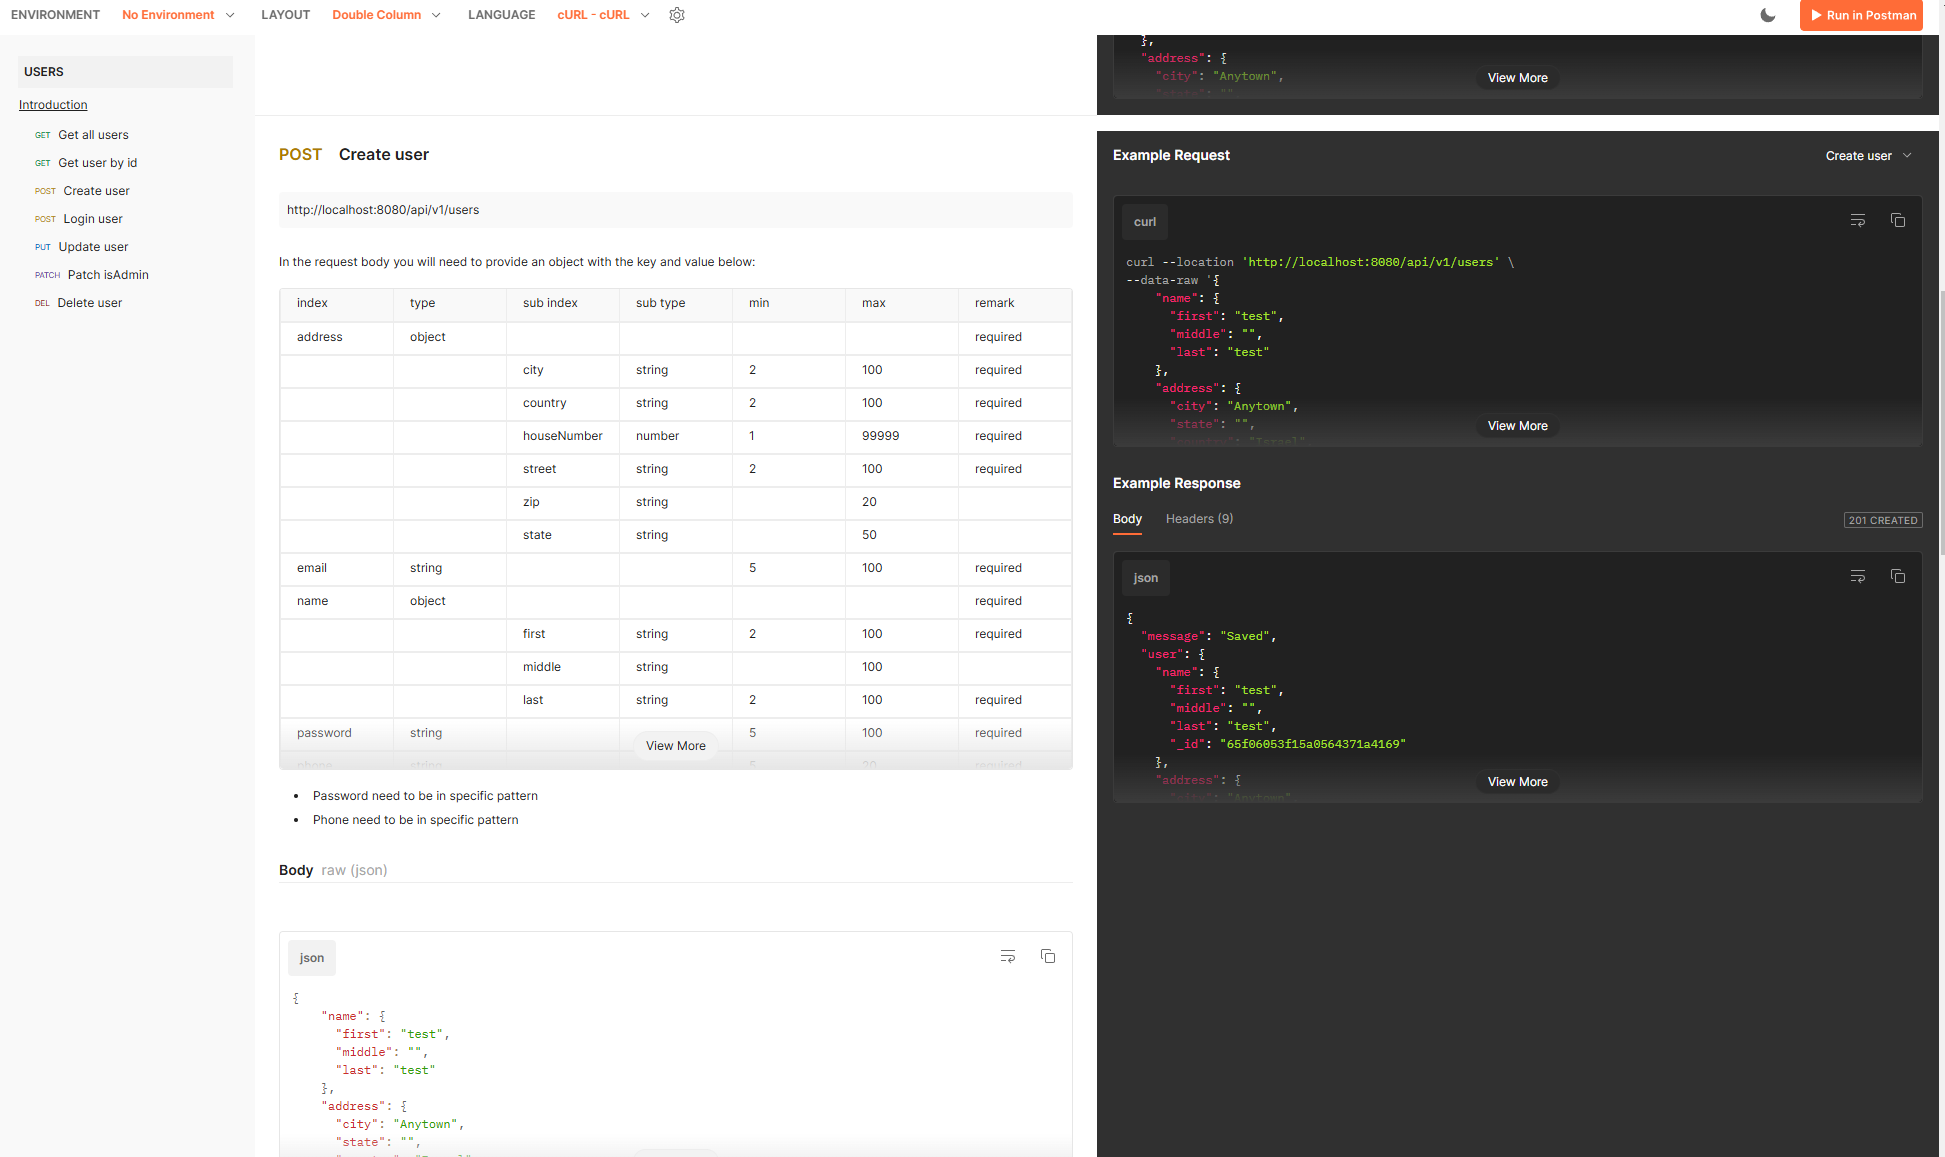 ENVIRONMENT No Environment LAYOUT Double Column LANGUAGE cURL - cURL Run in Postman
USERS
Introduction
GET Get all users
GET Get user by id
POST Create user
POST Login user
PUT Update user
PATCH Patch isAdmin
DEL Delete user
POST Create user
http://localhost:8080/api/v1/users
In the request body you will need to provide an object with the key and value below:
index type sub index sub type min max remark
address object required
city string 2 100 required
country string 2 100 required
houseNumber number 1 99999 required
street string 2 100 required
zip string 20
state string 50
email string 5 100 required
name object required
first string 2 100 required
middle string 100
last string 2 100 required
password string 5 100 required
View More
phone string 5 20 required
• Password need to be in specific pattern
• Phone need to be in specific pattern
Body raw (json)
json
{
"name": {
"first": "test",
"middle": "",
"last": "test"
},
"address": {
"city": "Anytown",
"state": "",
},
"address": {
"city": "Anytown",
"state": ""
View More
Example Request
Create user
curl
curl --location 'http://localhost:8080/api/v1/users' \
--data-raw '{
"name": {
"first": "test",
"middle": "",
"last": "test"
},
"address": {
"city": "Anytown",
"state": "",
"country": "Israel"
View More
Example Response
Body Headers (9) 201 CREATED
json
{
"message": "Saved",
"user": {
"name": {
"first": "test",
"middle": "",
"last": "test",
"_id": "65f06053f15a0564371a4169"
},
"address": {
"city": "Anytown"
View More